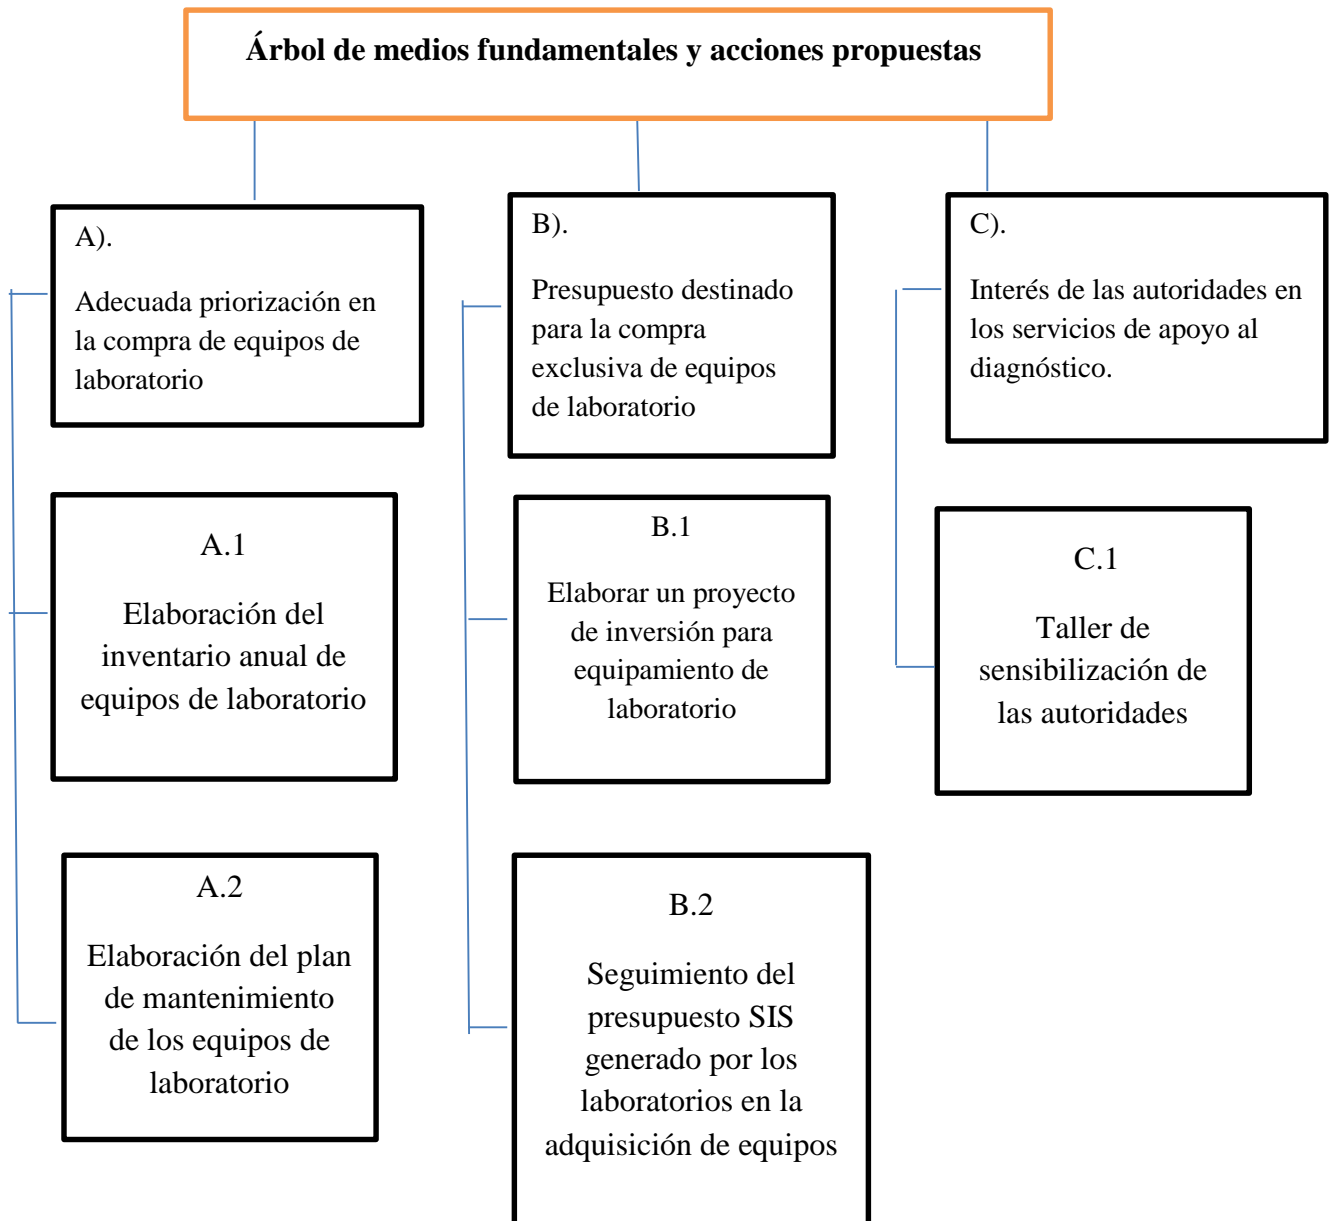 Árbol de medios fundamentales y acciones propuestas
A).
Adecuada priorización en
la compra de equipos de
laboratorio
B).
Presupuesto destinado
para la compra
exclusiva de equipos
de laboratorio
C).
Interés de las autoridades en
los servicios de apoyo al
diagnóstico.
A.1
Elaboración del
inventario anual de
equipos de laboratorio
B.1
Elaborar un proyecto
de inversión para
equipamiento de
laboratorio
C.1
Taller de
sensibilización de
las autoridades
A.2
Elaboración del plan
de mantenimiento
de los equipos de
laboratorio
B.2
Seguimiento del
presupuesto SIS
generado por los
laboratorios en la
adquisición de equipos